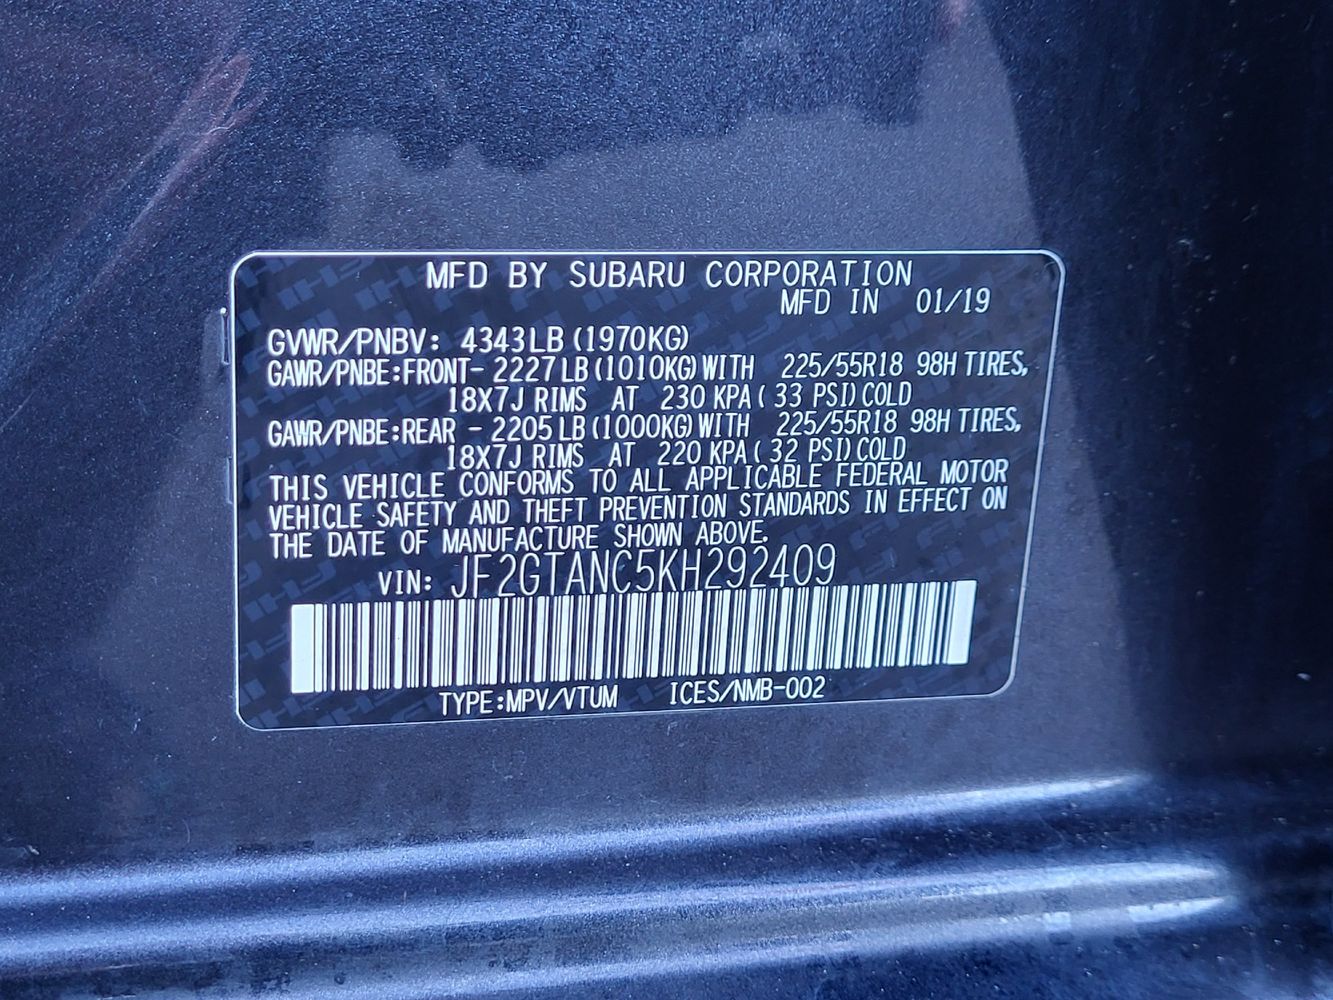 MFD BY SUBARU CORPORATION
MFD IN 01/19
GVWR/PNBV: 4343LB (1970KG)
GAWR/PNBE:FRONT- 2227LB (1010KG) WITH 225/55R18 98H TIRES,
18X7J RIMS AT 230 KPA ( 33 PSI) COLD
GAWR/PNBE:REAR - 2205LB (1000KG) WITH 225/55R18 98H TIRES,
18X7J RIMS AT 220 KPA ( 32 PSI) COLD
THIS VEHICLE CONFORMS TO ALL APPLICABLE FEDERAL MOTOR
VEHICLE SAFETY AND THEFT PREVENTION STANDARDS IN EFFECT ON
THE DATE OF MANUFACTURE SHOWN ABOVE.
VIN: JF2GTANC5KH292409
TYPE:MPV/VTUM ICES/NMB-002